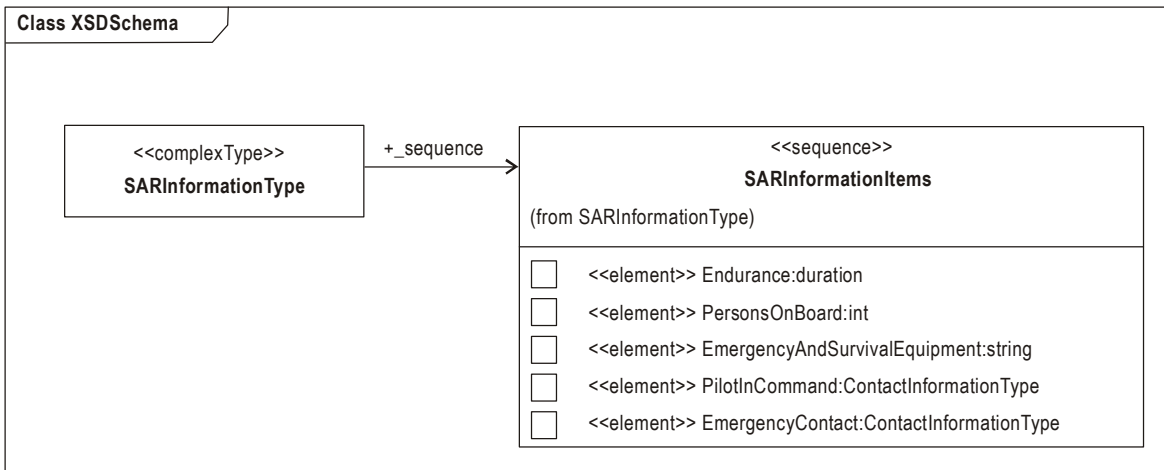 Class XSDSchema
<<complexType>>
SARInformationType
+_sequence
<<sequence>>
SARInformationItems
(from SARInformationType)
<<element>> Endurance:duration
<<element>> PersonsOnBoard:int
<<element>> EmergencyAndSurvivalEquipment:string
<<element>> PilotInCommand:ContactInformationType
<<element>> EmergencyContact:ContactInformationType